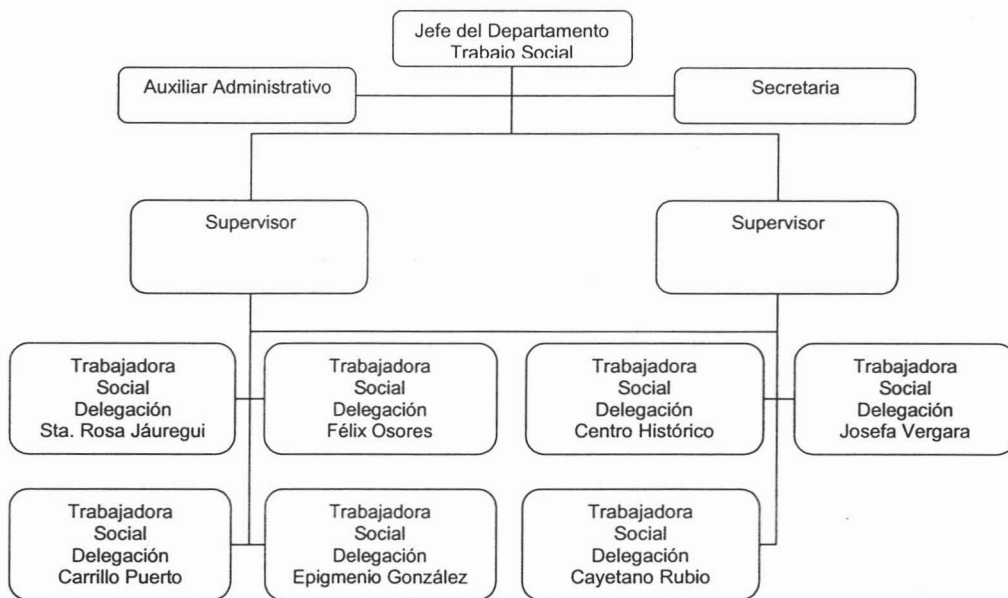 Jefe del Departamento
Trabajo Social
Auxiliar Administrativo
Secretaria
Supervisor
Supervisor
Trabajadora
Social
Delegación
Sta. Rosa Jáuregui
Trabajadora
Social
Delegación
Félix Osores
Trabajadora
Social
Delegación
Centro Histórico
Trabajadora
Social
Delegación
Josefa Vergara
Trabajadora
Social
Delegación
Carrillo Puerto
Trabajadora
Social
Delegación
Epigmenio González
Trabajadora
Social
Delegación
Cayetano Rubio